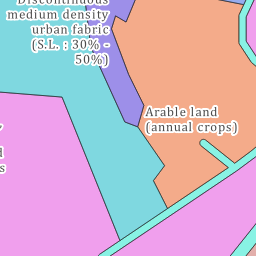 Discontinuous
medium density
urban fabric
(S.L. : 30% -
50%)
Arable land
(annual crops)